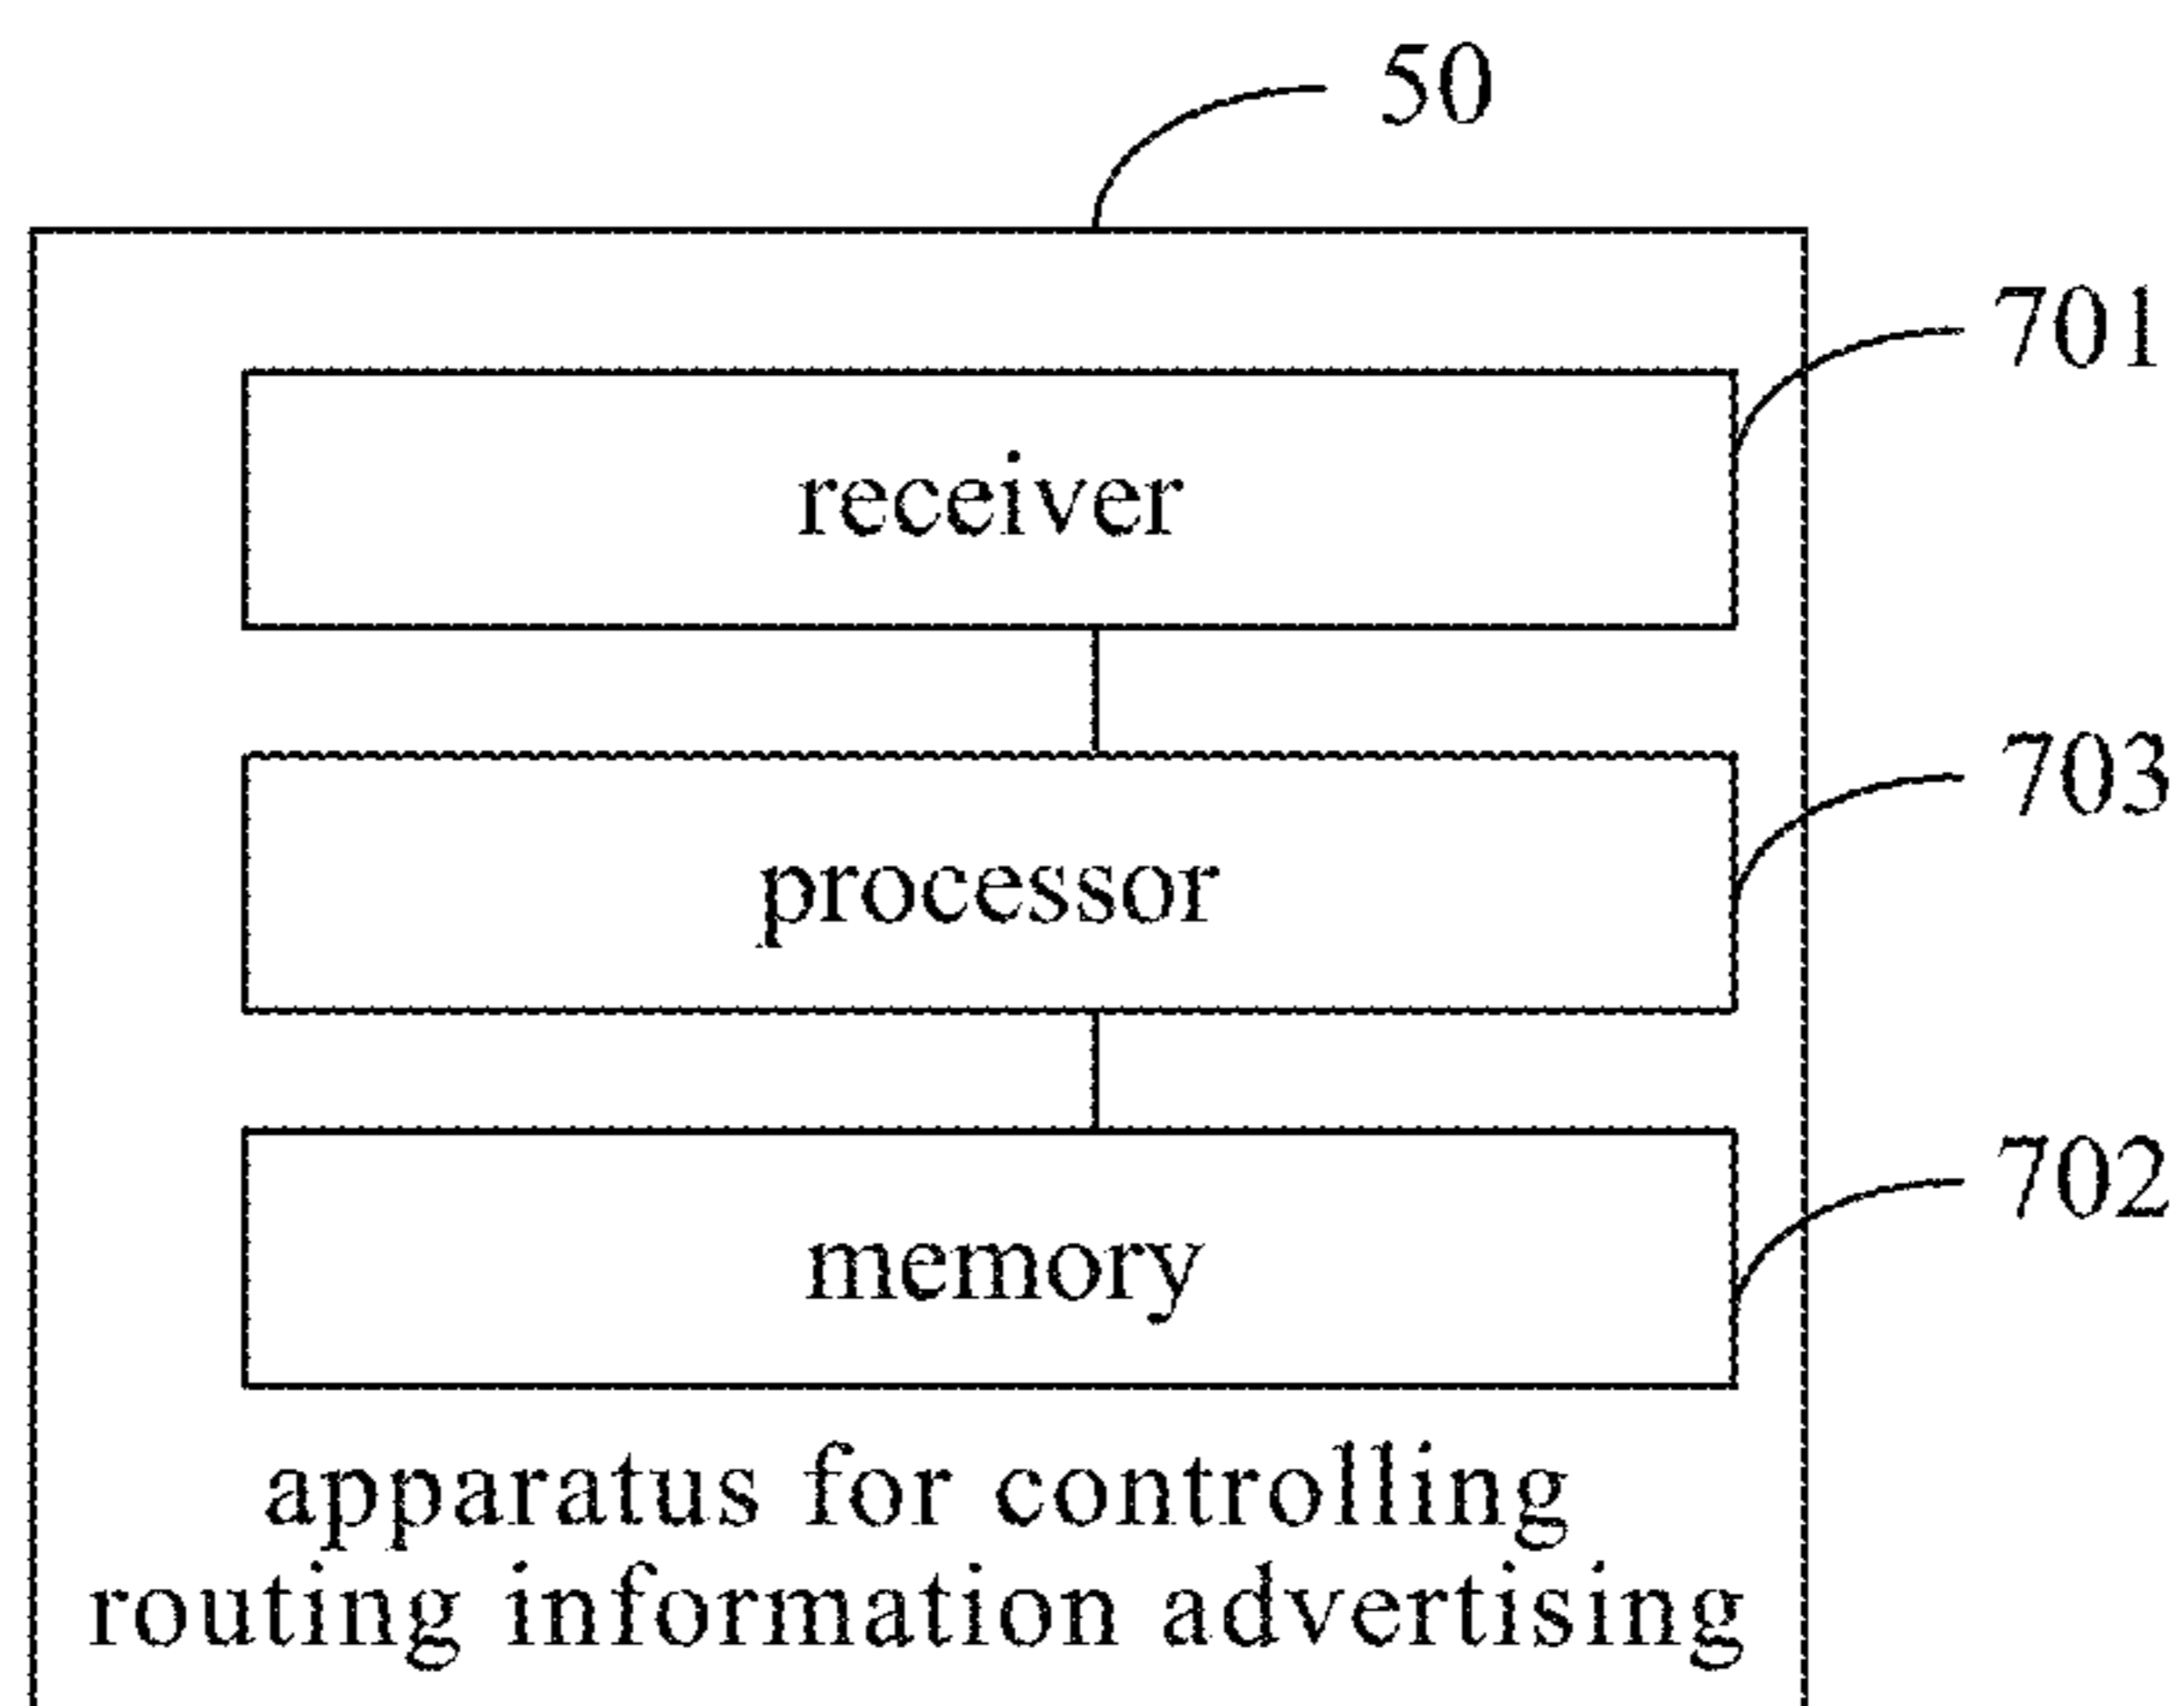 50
701
receiver
703
processor
702
memory
apparatus for controlling
routing information advertising